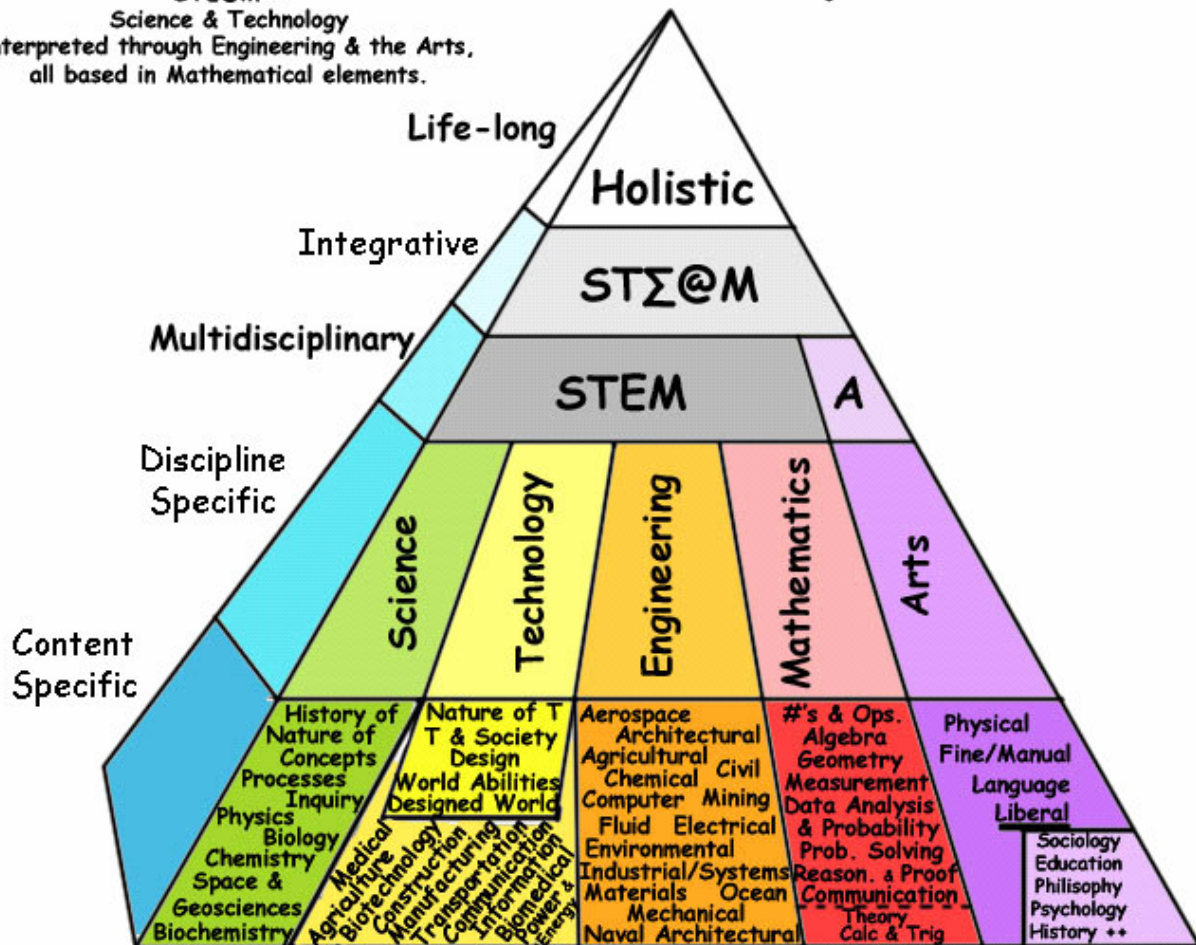 Science & Technology
nterpreted through Engineering & the Arts,
all based in Mathematical elements.
Life-long
Holistic
Integrative
ST∑@M
Multidisciplinary
STEM
A
Discipline
Specific
Science
Technology
Engineering
Mathematics
Arts
Content
Specific
History of
Nature of
Concepts
Processes
Inquiry
Physics
Biology
Chemistry
Space &
Geosciences
Biochemistry
Nature of T
T & Society
Design
World Abilities
Designed World
Medical
Agriculture
Biotechnology
Construction
Manufacturing
Transportation
Communication
Information
Biomedical
Power &
Energy
Aerospace
Architectural
Agricultural
Chemical Civil
Computer Mining
Fluid Electrical
Environmental
Industrial/Systems
Materials Ocean
Mechanical
Naval Architectural
#'s & Ops.
Algebra
Geometry
Measurement
Data Analysis
& Probability
Prob. Solving
Reason. & Proof
Communication
Theory
Calc & Trig
Physical
Fine/Manual
Language
Liberal
Sociology
Education
Philisophy
Psychology
History ++